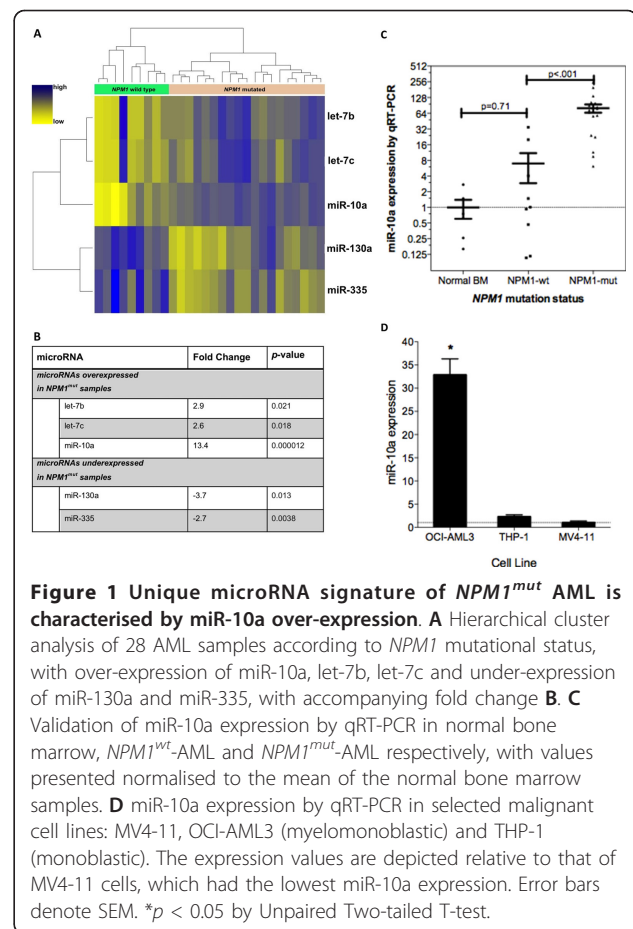 A
NPM1 wild type
NPM1 mutated
high
low
let-7b
let-7c
miR-10a
miR-130a
miR-335
B
microRNA Fold Change p-value
microRNAs overexpressed
in NPM1mut samples
let-7b 2.9 0.021
let-7c 2.6 0.018
miR-10a 13.4 0.000012
microRNAs underexpressed
in NPM1mut samples
miR-130a -3.7 0.013
miR-335 -2.7 0.0038
C
miR-10a expression by qRT-PCR
512
256
128
64
32
16
8
4
2
1
0.5
0.25
0.125
p=0.71
p<.001
Normal BM NPM1-wt NPM1-mut
NPM1 mutation status
D
miR-10a expression
40
35
30
25
20
15
10
5
0
*
OCI-AML3 THP-1 MV4-11
Cell Line
Figure 1 Unique microRNA signature of NPM1mut AML is
characterised by miR-10a over-expression. A Hierarchical cluster
analysis of 28 AML samples according to NPM1 mutational status,
with over-expression of miR-10a, let-7b, let-7c and under-expression
of miR-130a and miR-335, with accompanying fold change B. C
Validation of miR-10a expression by qRT-PCR in normal bone
marrow, NPM1wt-AML and NPM1mut-AML respectively, with values
presented normalised to the mean of the normal bone marrow
samples. D miR-10a expression by qRT-PCR in selected malignant
cell lines: MV4-11, OCI-AML3 (myelomonoblastic) and THP-1
(monoblastic). The expression values are depicted relative to that of
MV4-11 cells, which had the lowest miR-10a expression. Error bars
denote SEM. *p < 0.05 by Unpaired Two-tailed T-test.